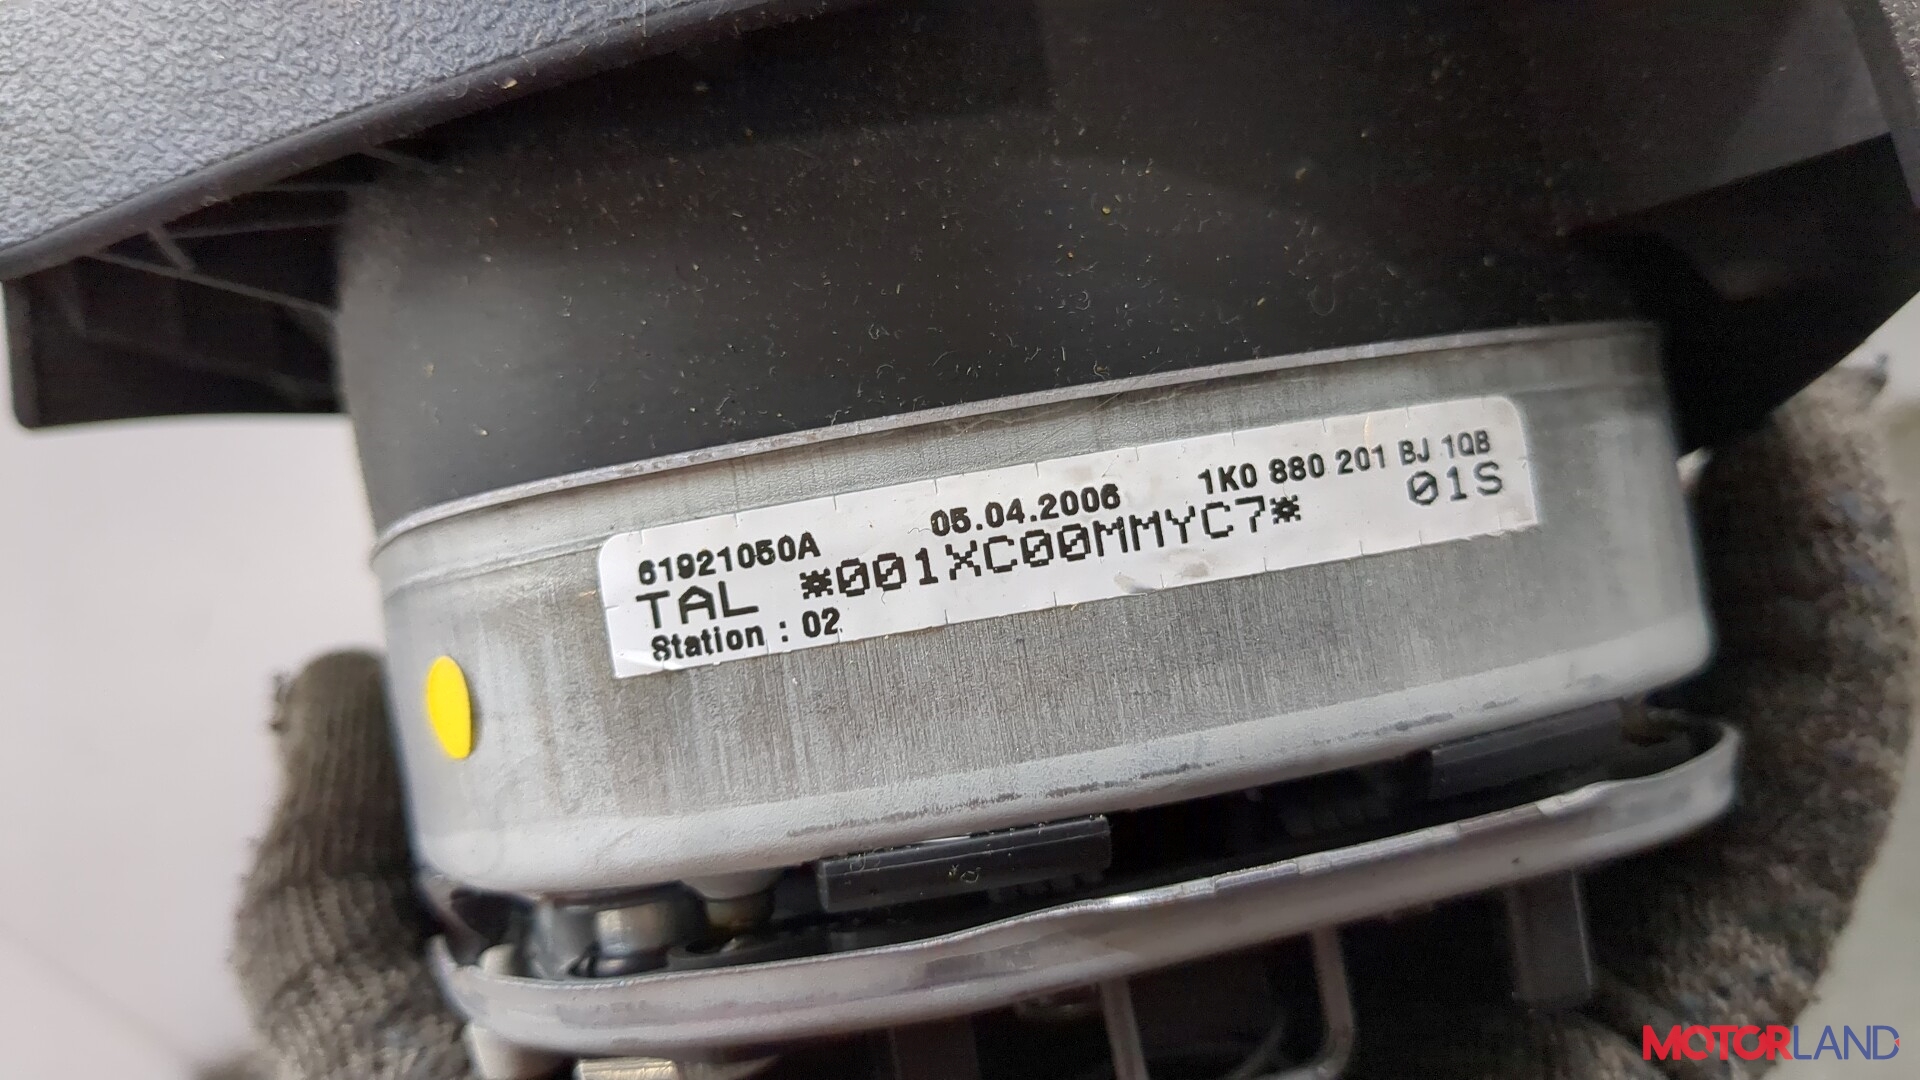 61921050A 05.04.2006 1K0 880 201 BJ 1QB
TAL *001XC00MMYC7* 01S
Station : 02
MOTORLAND